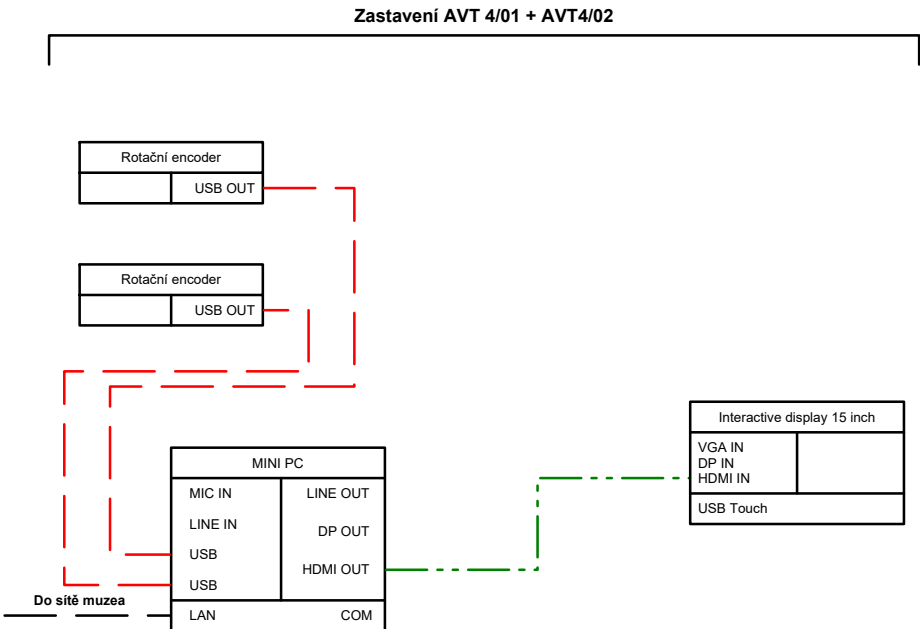 Zastavení AVT 4/01 + AVT4/02
Rotační encoder
USB OUT
Rotační encoder
USB OUT
Interactive display 15 inch
VGA IN
DP IN
HDMI IN
USB Touch
MINI PC
MIC IN
LINE OUT
LINE IN
DP OUT
USB
HDMI OUT
USB
Do sítě muzea
LAN
COM